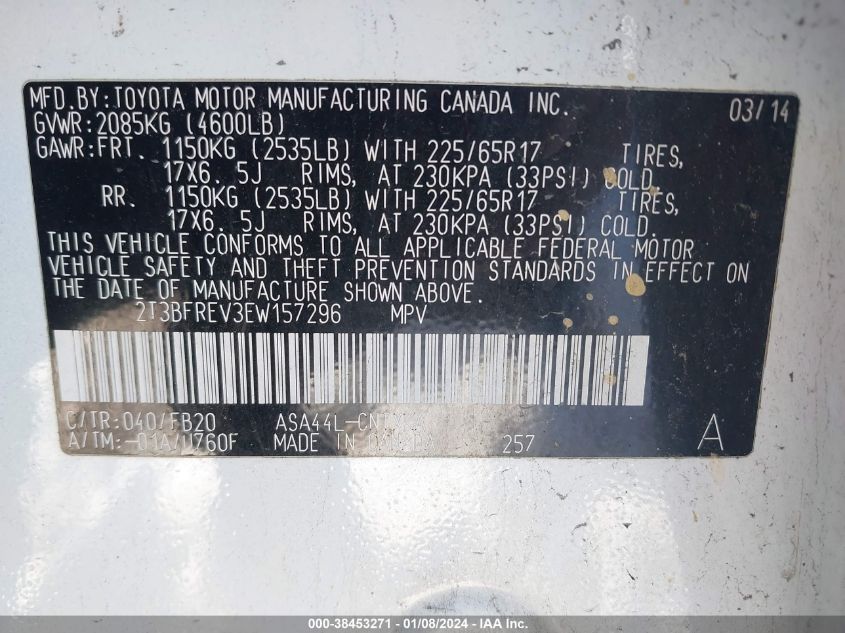 MFD.BY:TOYOTA MOTOR MANUFACTURING CANADA INC. 03/14
GVWR:2085KG (4600LB)
GAWR:FRT. 1150KG (2535LB) WITH 225/65R17 TIRES,
17X6. 5J RIMS, AT 230KPA (33PSI) COLD.
RR. 1150KG (2535LB) WITH 225/65R17 TIRES,
17X6. 5J RIMS, AT 230KPA (33PSI) COLD.
THIS VEHICLE CONFORMS TO ALL APPLICABLE FEDERAL MOTOR
VEHICLE SAFETY AND THEFT PREVENTION STANDARDS IN EFFECT ON
THE DATE OF MANUFACTURE SHOWN ABOVE.
2T3BFREV3EW157296 MPV
C/TR:040/FB20
A/TM:-01A/U760F MADE IN 257 A
000-38453271 - 01/08/2024 - IAA Inc.